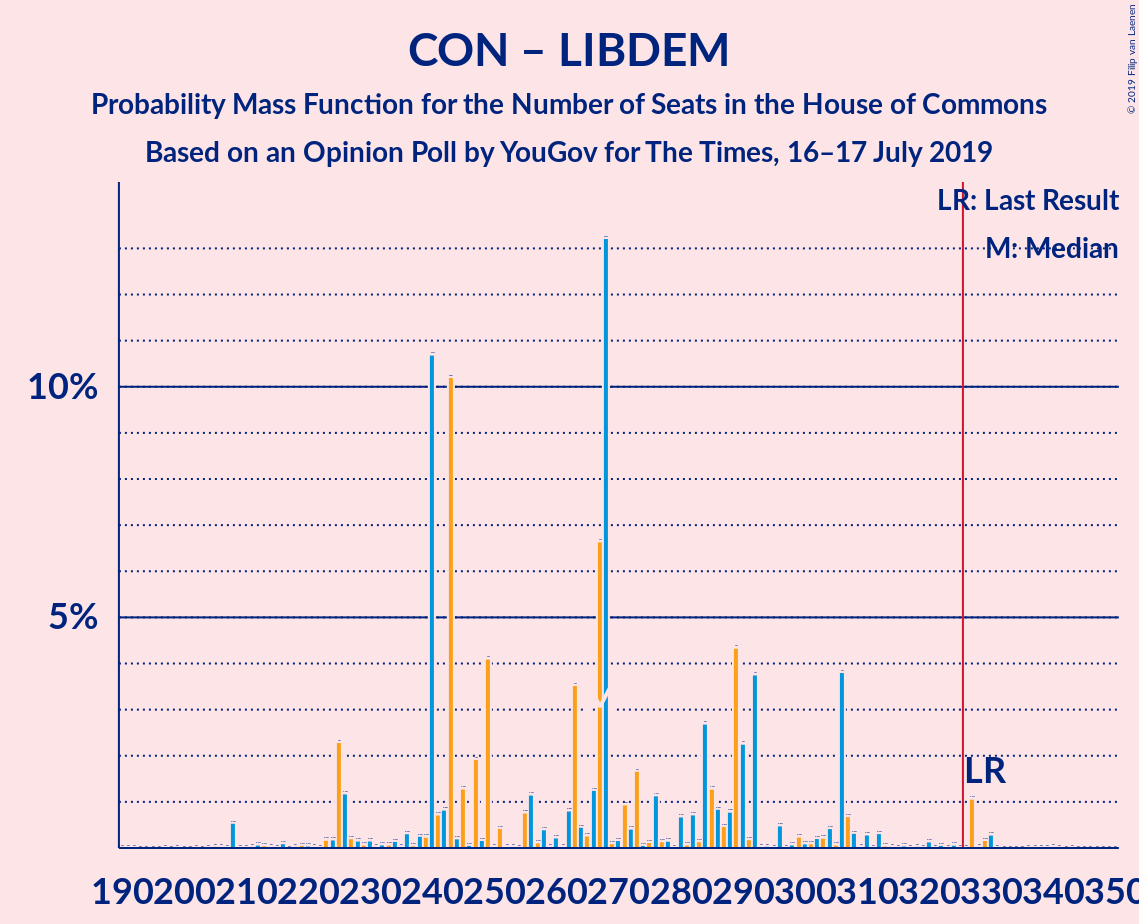 CON – LIBDEM
Probability Mass Function for the Number of Seats in the House of Commons
Based on an Opinion Poll by YouGov for The Times, 16–17 July 2019
© 2019 Filip van Laenen
LR: Last Result
M: Median
10%
5%
LR
190 200 210 220 230 240 250 260 270 280 290 300 310 320 330 340 350